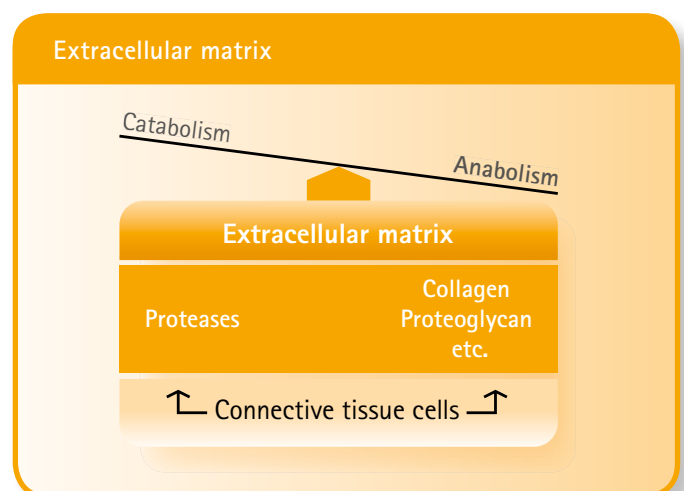 Extracellular matrix
Catabolism
Anabolism
Extracellular matrix
Proteases
Collagen
Proteoglycan
etc.
Connective tissue cells